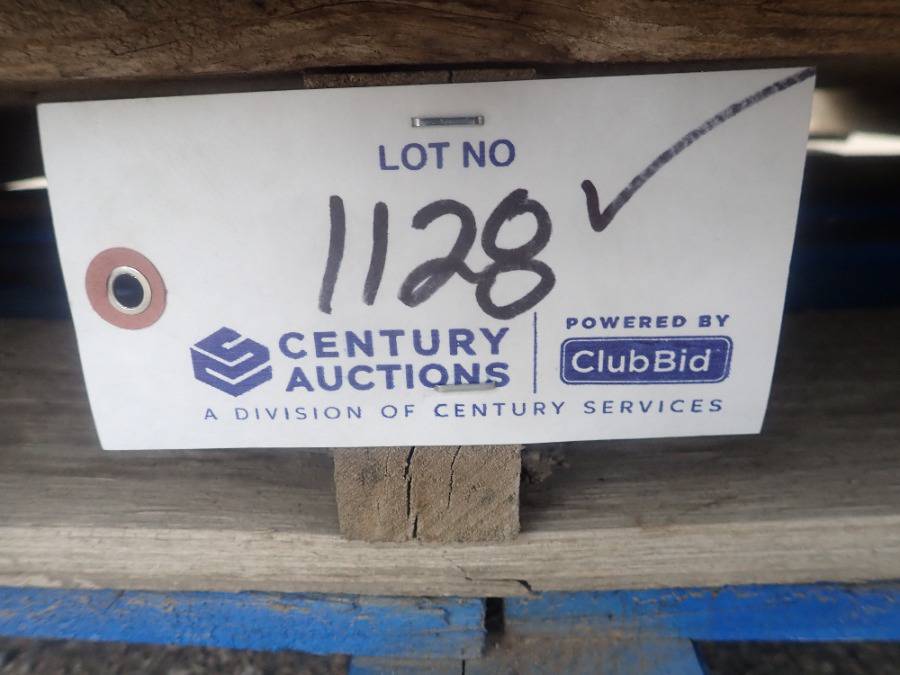 LOT NO
1128 ✓
CENTURY
AUCTIONS
POWERED BY
ClubBid
A DIVISION OF CENTURY SERVICES